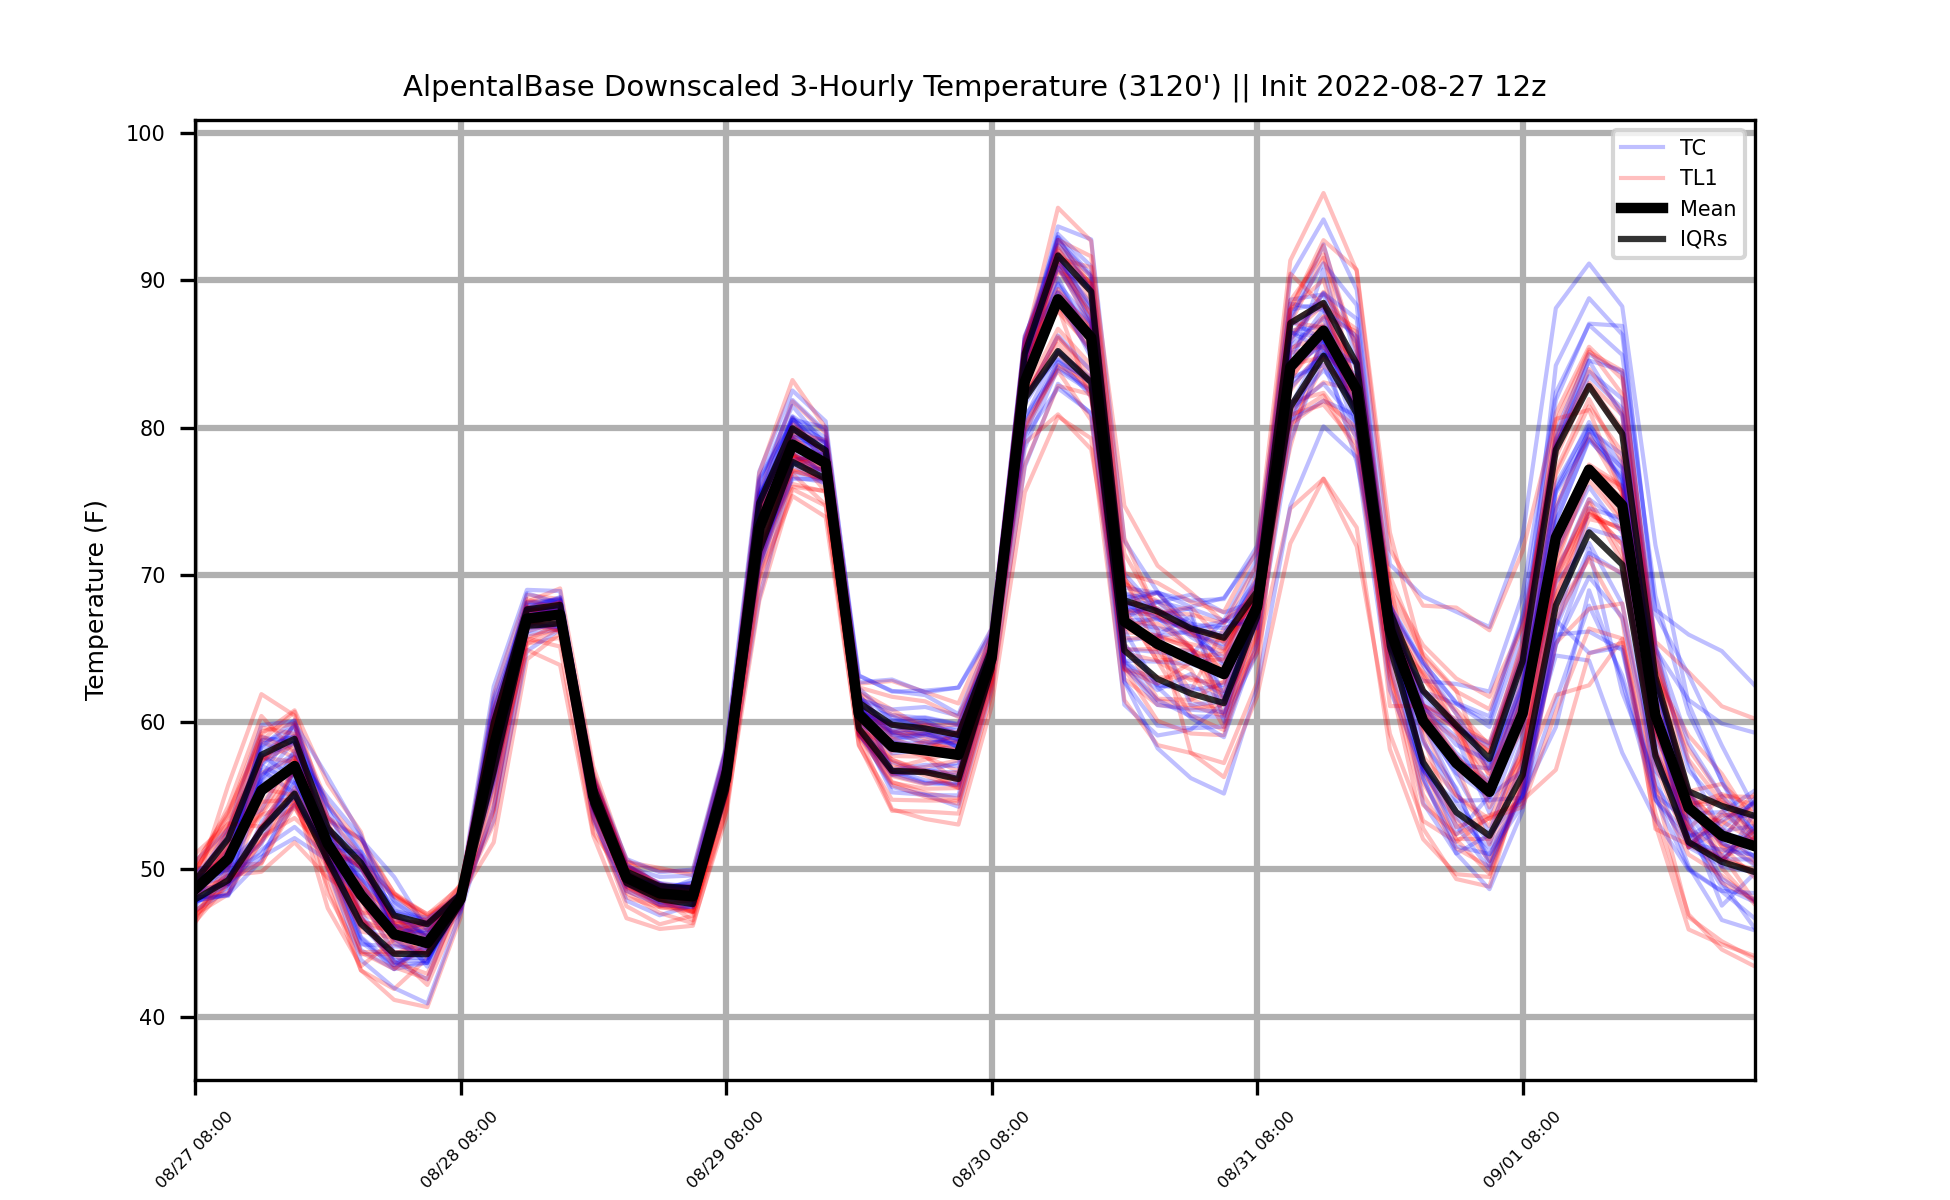 AlpentalBase Downscaled 3-Hourly Temperature (3120') || Init 2022-08-27 12z
100
90
80
70
60
50
40
Temperature (F)
TC
TL1
Mean
IQRs
08/27 08:00
08/28 08:00
08/29 08:00
08/30 08:00
08/31 08:00
09/01 08:00